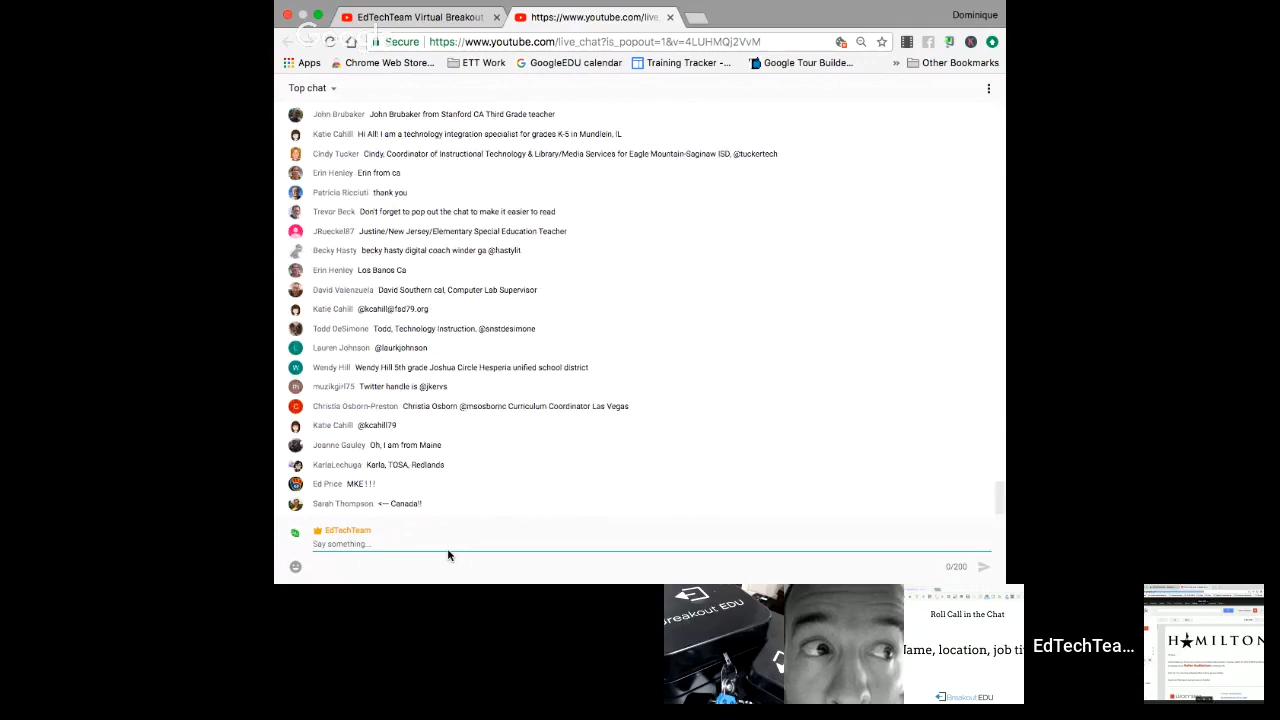 EdTechTeam Virtual Breakout
https://www.youtube.com/live_
Dominique
Secure https://www.youtube.com/live_chat?is_popout=1&v=4LUHMQj2VvM
Apps Chrome Web Store... ETT Work GoogleEDU calendar Training Tracker -... Google Tour Builde... » Other Bookmarks
Top chat
John Brubaker John Brubaker from Stanford CA Third Grade teacher
Katie Cahill Hi All! I am a technology integration specialist for grades K-5 in Mundlein, IL
Cindy Tucker Cindy, Coordinator of Instructional Technology & Library/Media Services for Eagle Mountain-Saginaw ISD, @tuckertech
Erin Henley Erin from ca
Patricia Ricciuti thank you
Trevor Beck Don't forget to pop out the chat to make it easier to read
JRueckel87 Justine/New Jersey/Elementary Special Education Teacher
Becky Hasty becky hasty digital coach winder ga @hastylit
Erin Henley Los Banos Ca
David Valenzuela David Southern cal, Computer Lab Supervisor
Katie Cahill @kcahill@fsd79.org
Todd DeSimone Todd, Technology Instruction, @anstdesimone
Lauren Johnson @laurkjohnson
Wendy Hill Wendy Hill 5th grade Joshua Circle Hesperia unified school district
muzikgirl75 Twitter handle is @jkervs
Christia Osborn-Preston Christia Osborn @msosbornc Curriculum Coordinator Las Vegas
Katie Cahill @kcahill79
Joanne Gauley Oh, I am from Maine
KarlaLechuga Karla, TOSA, Redlands
Ed Price MKE!!!
Sarah Thompson <--- Canada!!
EdTechTeam
Say something...
0/200
Breakout
Roll Call in the Chat
Name, location, job ti
BreakoutEDU
EdTechTea...
HAMILTON